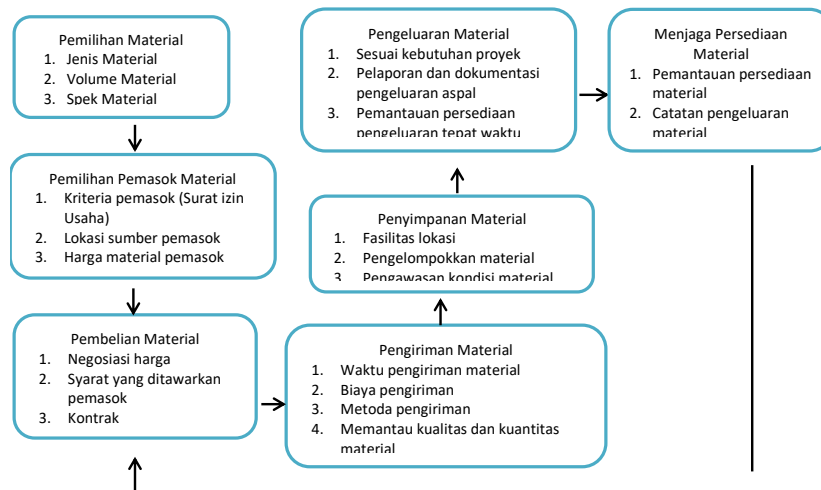 Pemilihan Material
1. Jenis Material
2. Volume Material
3. Spek Material
Pemilihan Pemasok Material
1. Kriteria pemasok (Surat izin
Usaha)
2. Lokasi sumber pemasok
3. Harga material pemasok
Pembelian Material
1. Negosiasi harga
2. Syarat yang ditawarkan
pemasok
3. Kontrak
Pengiriman Material
1. Waktu pengiriman material
2. Biaya pengiriman
3. Metoda pengiriman
4. Memantau kualitas dan kuantitas
material
Penyimpanan Material
1. Fasilitas lokasi
2. Pengelompokkan material
3. Pengawasan kondisi material
Pengeluaran Material
1. Sesuai kebutuhan proyek
2. Pelaporan dan dokumentasi
pengeluaran aspal
3. Pemantauan persediaan
pengeluaran tepat waktu
Menjaga Persediaan
Material
1. Pemantauan persediaan
material
2. Catatan pengeluaran
material